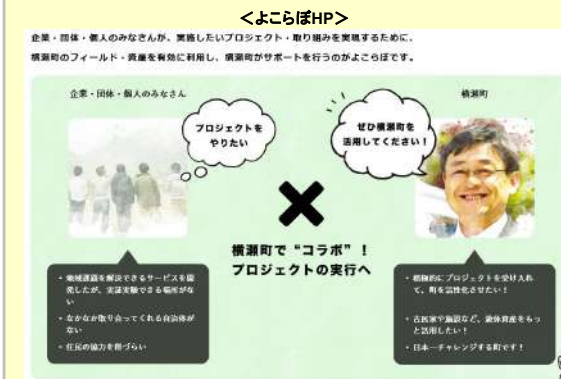 ＜よこらぼHP＞
企業・団体・個人のみなさんが、実施したいプロジェクト・取り組みを実現するために、
横瀬町のフィールド・資産を有効に利用し、横瀬町がサポートを行うのがよこらぼです。
企業・団体・個人のみなさん
横瀬町
プロジェクトを
やりたい
ぜひ横瀬町を
活用してください！
横瀬町で“コラボ”！
プロジェクトの実行へ
・地域課題を解決できるサービスを開
発したが、実証実験できる場所がな
い
・なかなか取り合ってくれる自治体が
ない
・住民の協力を得づらい
・積極的にプロジェクトを受け入れ
て、町を活性化させたい！
・古民家や施設など、遊休資産をもっ
と活用したい！
・日本一チャレンジする町です！